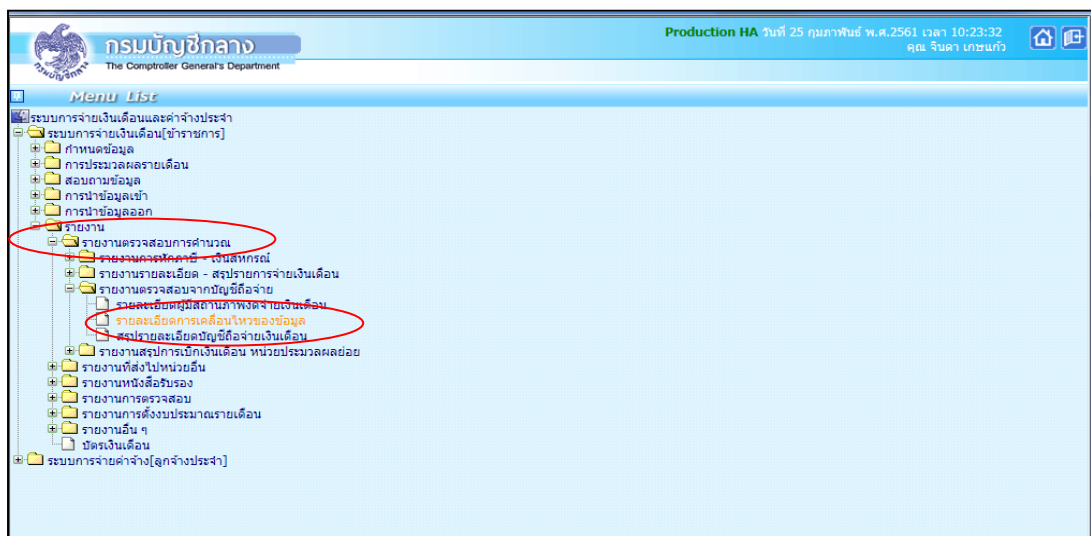 กรมบัญชีกลาง
The Comptroller General's Department
Production HA วันที่ 25 กุมภาพันธ์ พ.ศ.2561 เวลา 10:23:32
คุณ จินดา เกษแก้ว
Menu List
ระบบการจ่ายเงินเดือนและค่าจ้างประจำ
ระบบการจ่ายเงินเดือน[ข้าราชการ]
กำหนดข้อมูล
การประมวลผลรายเดือน
สอบถามข้อมูล
การนำข้อมูลเข้า
การนำข้อมูลออก
รายงาน
รายงานตรวจสอบการคำนวณ
รายงานการหักภาษี - เงินสหกรณ์
รายงานรายละเอียด - สรุปรายการจ่ายเงินเดือน
รายงานตรวจสอบจากบัญชีถือจ่าย
รายละเอียดผู้มีสถานภาพงดจ่ายเงินเดือน
รายละเอียดการเคลื่อนไหวของข้อมูล
สรุปรายละเอียดบัญชีถือจ่ายเงินเดือน
รายงานสรุปการเบิกเงินเดือน หน่วยประมวลผลย่อย
รายงานที่ส่งไปหน่วยอื่น
รายงานหนังสือรับรอง
รายงานการตรวจสอบ
รายงานการตั้งงบประมาณรายเดือน
รายงานอื่น ๆ
บัตรเงินเดือน
ระบบการจ่ายค่าจ้าง[ลูกจ้างประจำ]